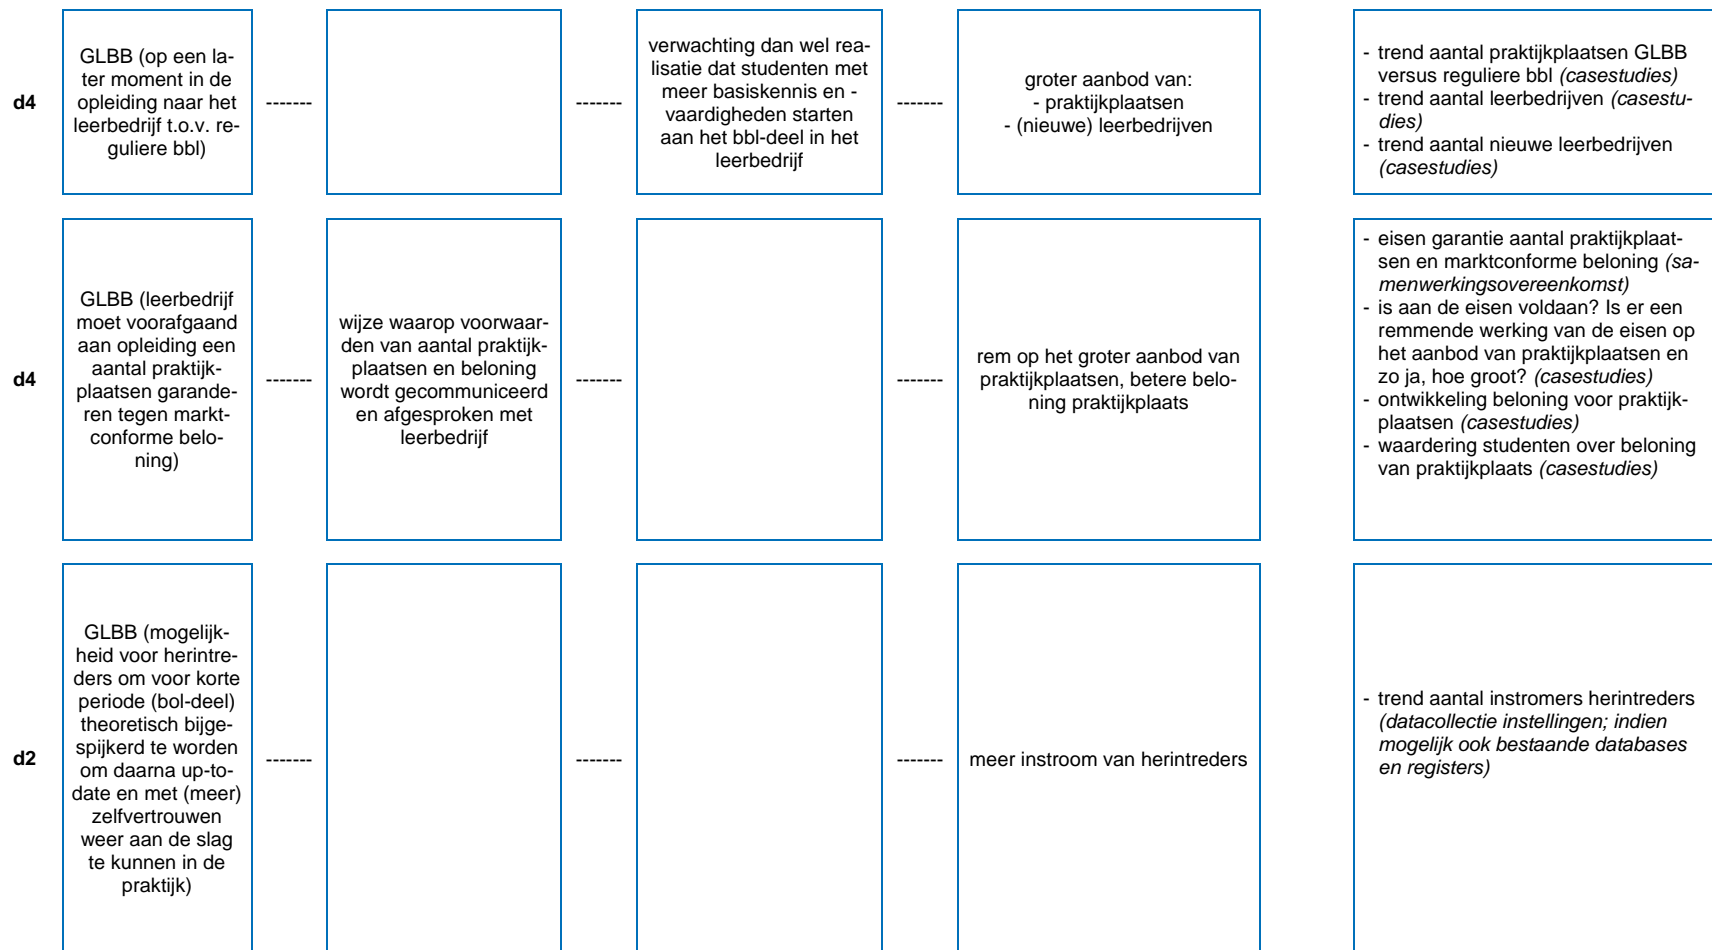 d4
GLBB (op een la-
ter moment in de
opleiding naar het
leerbedrijf t.o.v. re-
guliere bbl)
-------
-------
verwachting dan wel rea-
lisatie dat studenten met
meer basiskennis en -
vaardigheden starten
aan het bbl-deel in het
leerbedrijf
-------
groter aanbod van:
- praktijkplaatsen
- (nieuwe) leerbedrijven
- trend aantal praktijkplaatsen GLBB
versus reguliere bbl (casestudies)
- trend aantal leerbedrijven (casestu-
dies)
- trend aantal nieuwe leerbedrijven
(casestudies)
d4
GLBB (leerbedrijf
moet voorafgaand
aan opleiding een
aantal praktijk-
plaatsen garande-
ren tegen markt-
conforme belo-
ning)
-------
wijze waarop voorwaar-
den van aantal praktijk-
plaatsen en beloning
wordt gecommuniceerd
en afgesproken met
leerbedrijf
-------
-------
rem op het groter aanbod van
praktijkplaatsen, betere belo-
ning praktijkplaats
- eisen garantie aantal praktijkplaat-
sen en marktconforme beloning (sa-
menwerkingsovereenkomst)
- is aan de eisen voldaan? Is er een
remmende werking van de eisen op
het aanbod van praktijkplaatsen en
zo ja, hoe groot? (casestudies)
- ontwikkeling beloning voor praktijk-
plaatsen (casestudies)
- waardering studenten over beloning
van praktijkplaats (casestudies)
d2
GLBB (mogelijk-
heid voor herintre-
ders om voor korte
periode (bol-deel)
theoretisch bijge-
spijkerd te worden
om daarna up-to-
date en met (meer)
zelfvertrouwen
weer aan de slag
te kunnen in de
praktijk)
-------
-------
-------
meer instroom van herintreders
- trend aantal instromers herintreders
(datacollectie instellingen; indien
mogelijk ook bestaande databases
en registers)